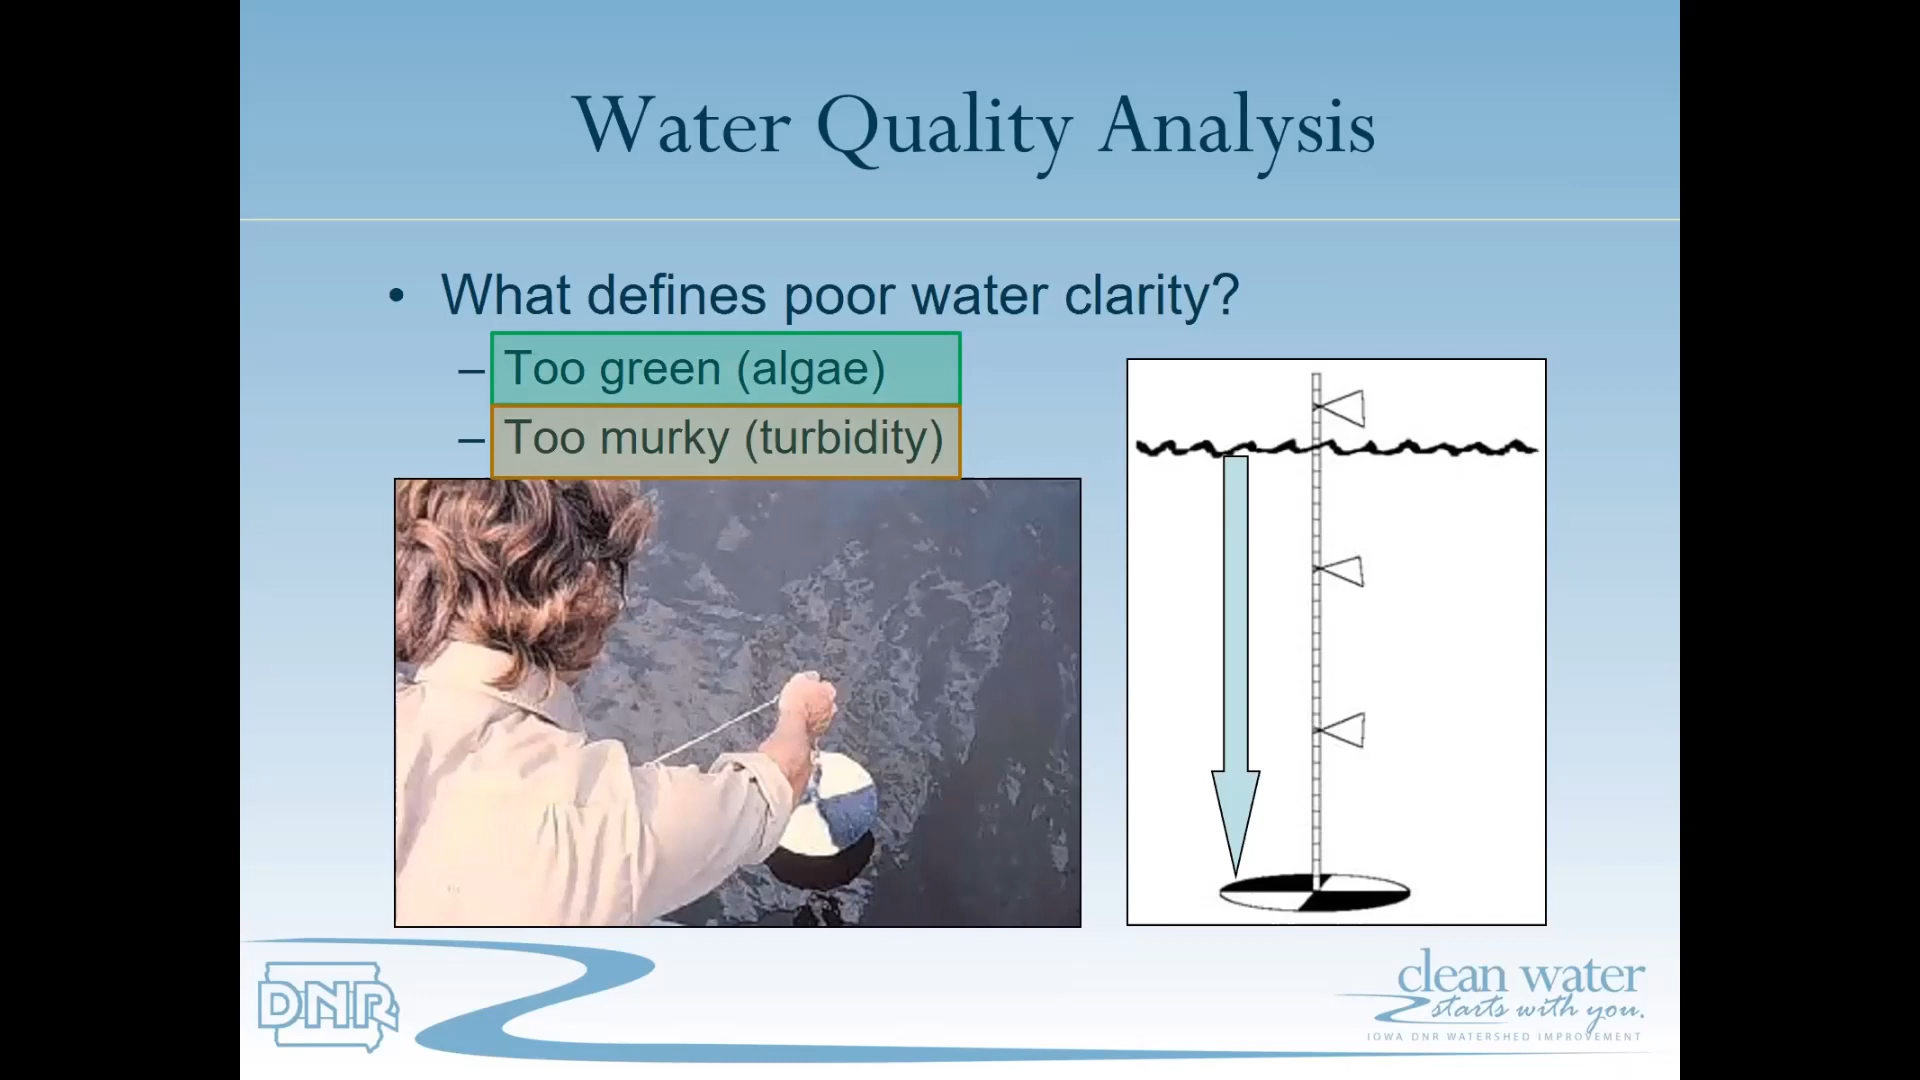 Water Quality Analysis
• What defines poor water clarity?
– Too green (algae)
– Too murky (turbidity)
DNR
clean water
starts with you.
IOWA DNR WATERSHED IMPROVEMENT